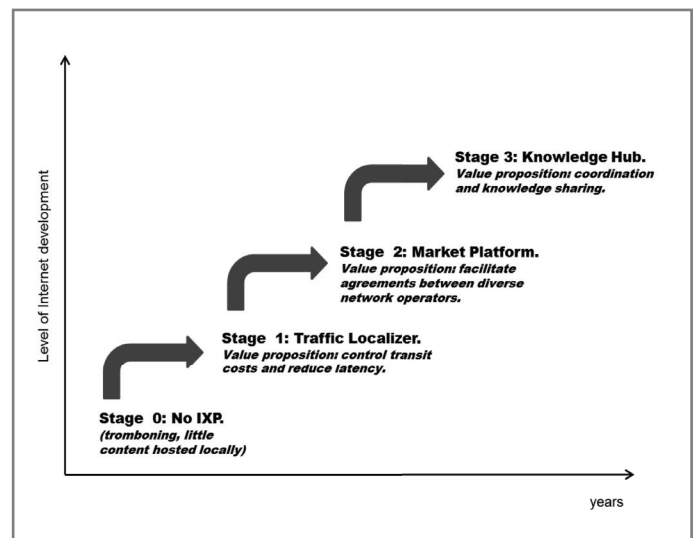 Level of Internet development
Stage 3: Knowledge Hub.
Value proposition: coordination
and knowledge sharing.
Stage 2: Market Platform.
Value proposition: facilitate
agreements between diverse
network operators.
Stage 1: Traffic Localizer.
Value proposition: control transit
costs and reduce latency.
Stage 0: No IXP.
(tromboning, little
content hosted locally)
years